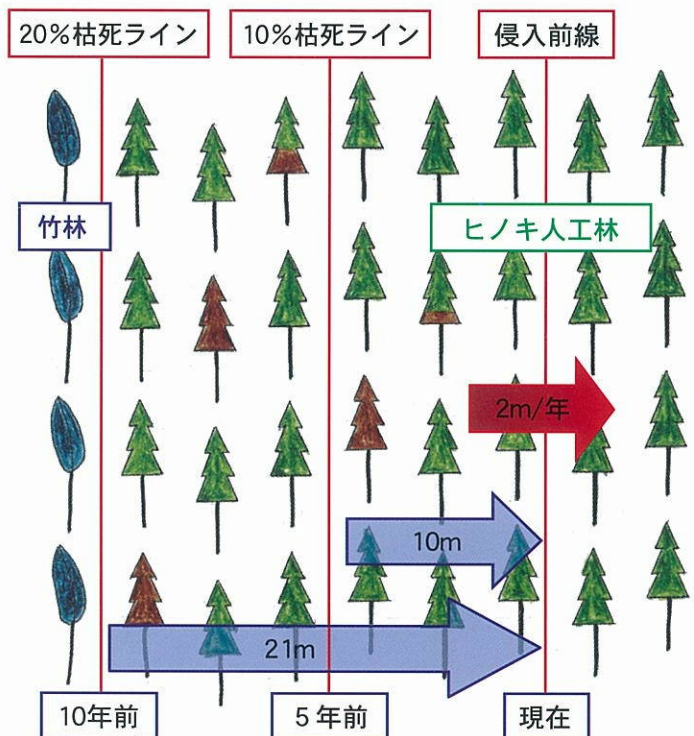 20%枯死ライン
10%枯死ライン
侵入前線
竹林
ヒノキ人工林
2m/年
10m
21m
10年前
5年前
現在